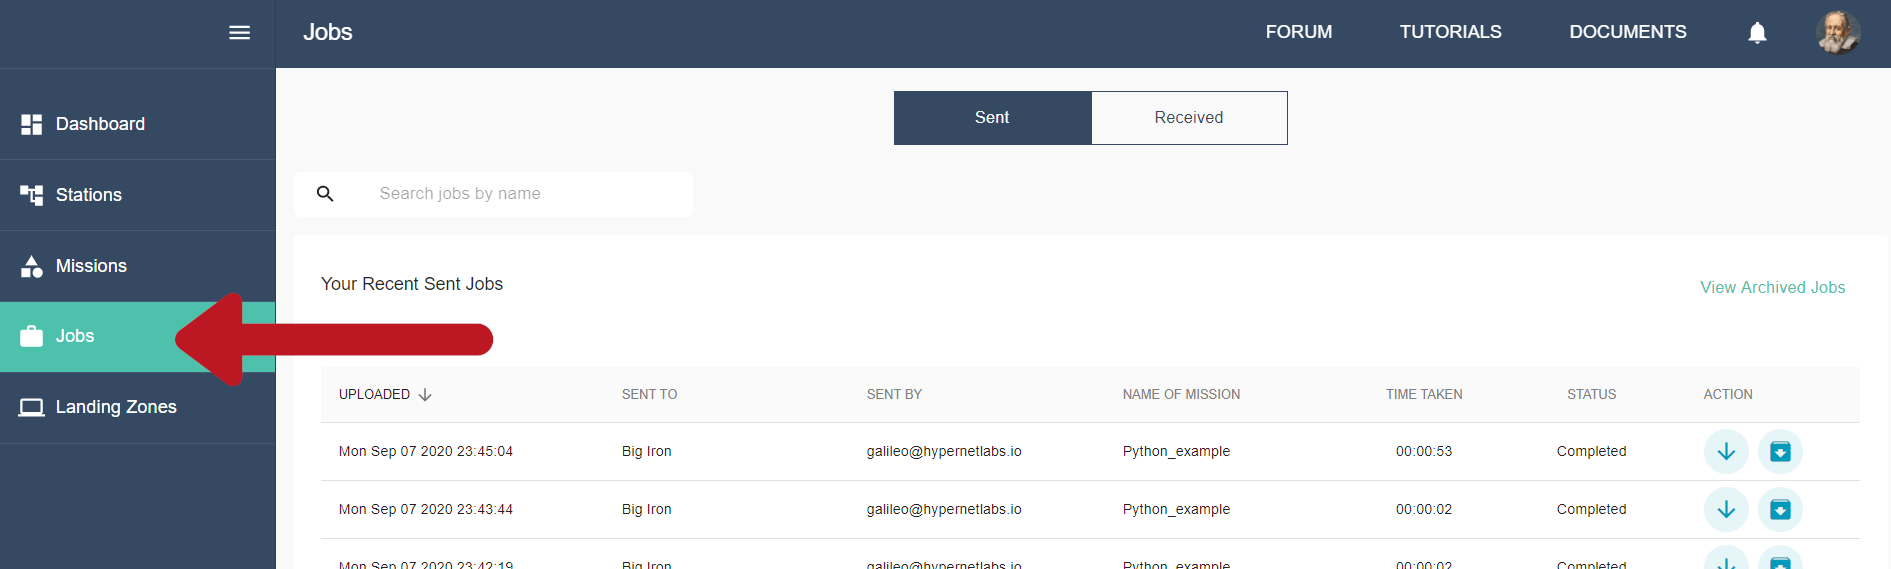 Jobs FORUM TUTORIALS DOCUMENTS
Dashboard
Stations
Missions
Jobs
Landing Zones
Sent Received
Search jobs by name
Your Recent Sent Jobs
View Archived Jobs
UPLOADED SENT TO SENT BY NAME OF MISSION TIME TAKEN STATUS ACTION
Mon Sep 07 2020 23:45:04 Big Iron galileo@hypernetlabs.io Python_example 00:00:53 Completed
Mon Sep 07 2020 23:43:44 Big Iron galileo@hypernetlabs.io Python_example 00:00:02 Completed
Mon Sep 07 2020 23:42:19 Big Iron galileo@hypernetlabs.io Python_example 00:00:02 Completed